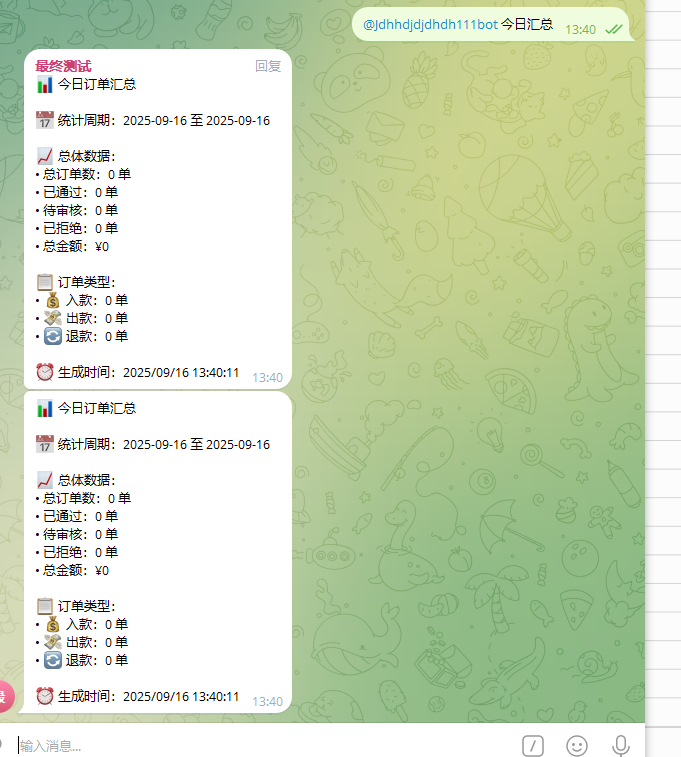 @Jdhhdjdjdhdh111bot 今日汇总
13:40
最终测试 回复
📊 今日订单汇总
📅 统计周期：2025-09-16 至 2025-09-16
📈 总体数据：
• 总订单数：0 单
• 已通过：0 单
• 待审核：0 单
• 已拒绝：0 单
• 总金额：¥0
📋 订单类型：
• 💰 入款：0 单
• 💸 出款：0 单
• 🔄 退款：0 单
⏰ 生成时间：2025/09/16 13:40:11
13:40
📊 今日订单汇总
📅 统计周期：2025-09-16 至 2025-09-16
📈 总体数据：
• 总订单数：0 单
• 已通过：0 单
• 待审核：0 单
• 已拒绝：0 单
• 总金额：¥0
📋 订单类型：
• 💰 入款：0 单
• 💸 出款：0 单
• 🔄 退款：0 单
⏰ 生成时间：2025/09/16 13:40:11
13:40
最
输入消息...